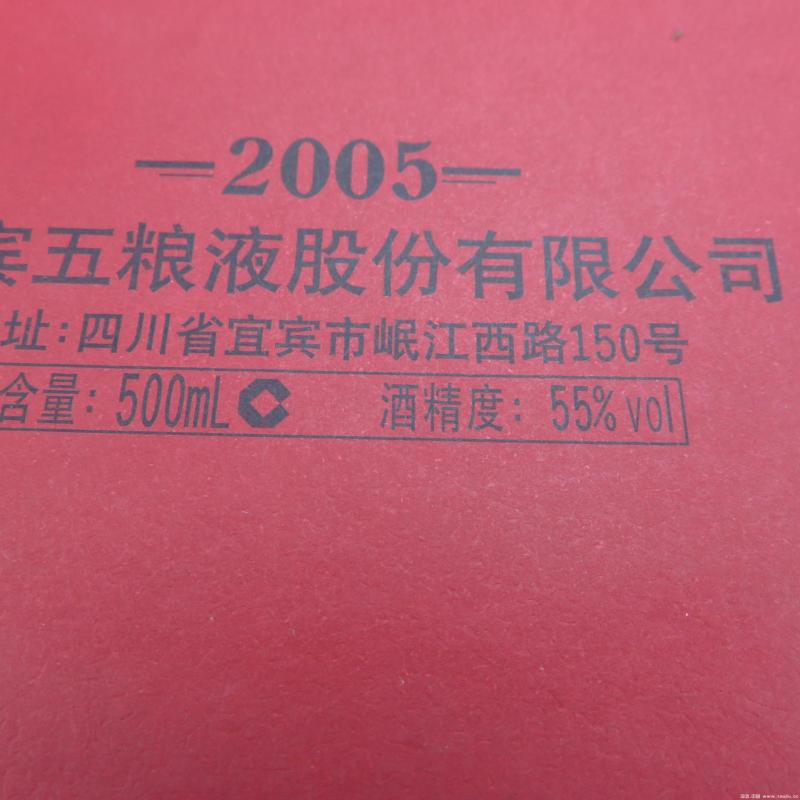 2005
宾五粮液股份有限公司
址:四川省宜宾市岷江西路150号
含量: 500mL 酒精度: 55%vol